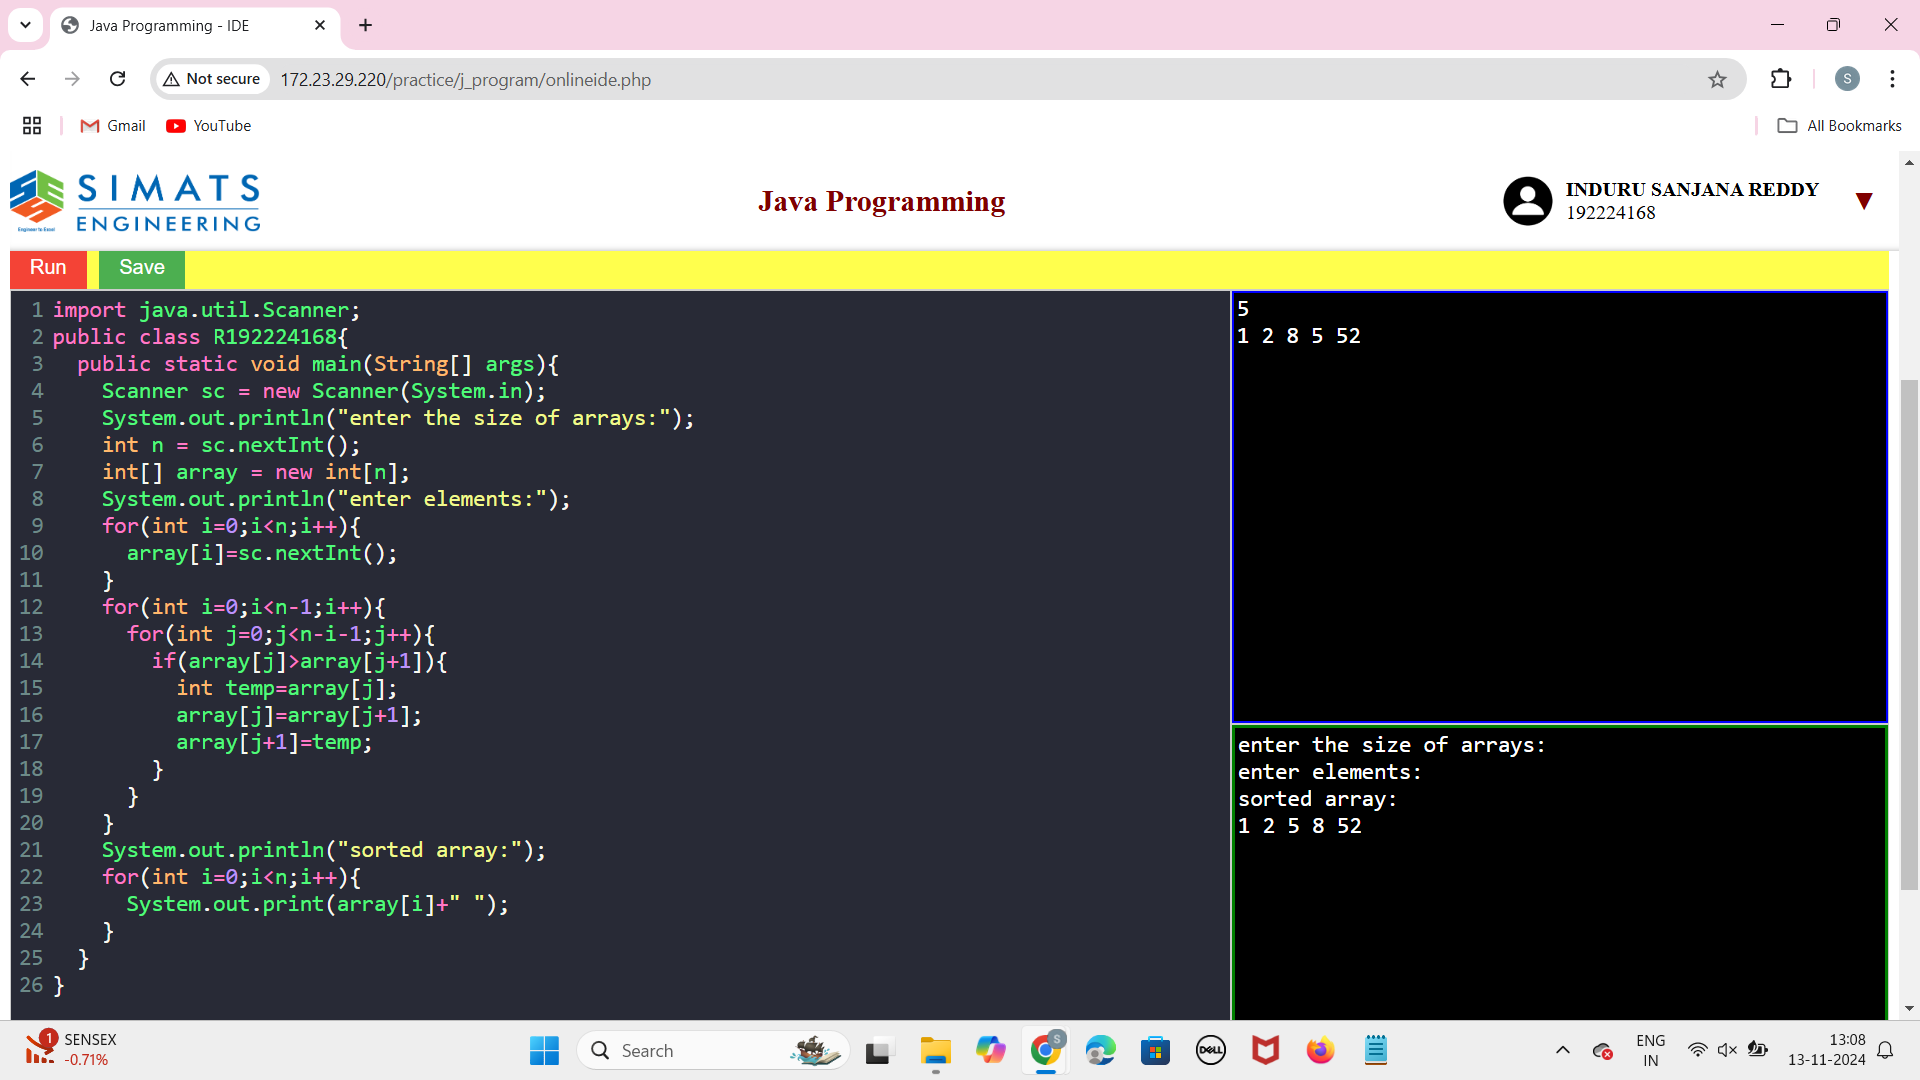 Java Programming - IDE
Not secure
172.23.29.220/practice/j_program/onlineide.php
S
Gmail
YouTube
All Bookmarks
SIMATS
ENGINEERING
Engineer to Excel
Java Programming
INDURU SANJANA REDDY
192224168
Run
Save
1 import java.util.Scanner;
2 public class R192224168{
3   public static void main(String[] args){
4     Scanner sc = new Scanner(System.in);
5     System.out.println("enter the size of arrays:");
6     int n = sc.nextInt();
7     int[] array = new int[n];
8     System.out.println("enter elements:");
9     for(int i=0;i<n;i++){
10       array[i]=sc.nextInt();
11     }
12     for(int i=0;i<n-1;i++){
13       for(int j=0;j<n-i-1;j++){
14         if(array[j]>array[j+1]){
15           int temp=array[j];
16           array[j]=array[j+1];
17           array[j+1]=temp;
18         }
19       }
20     }
21     System.out.println("sorted array:");
22     for(int i=0;i<n;i++){
23       System.out.print(array[i]+" ");
24     }
25   }
26 }
5
1 2 8 5 52
enter the size of arrays:
enter elements:
sorted array:
1 2 5 8 52
1
SENSEX
-0.71%
Search
S
DELL
ENG
IN
13:08
13-11-2024